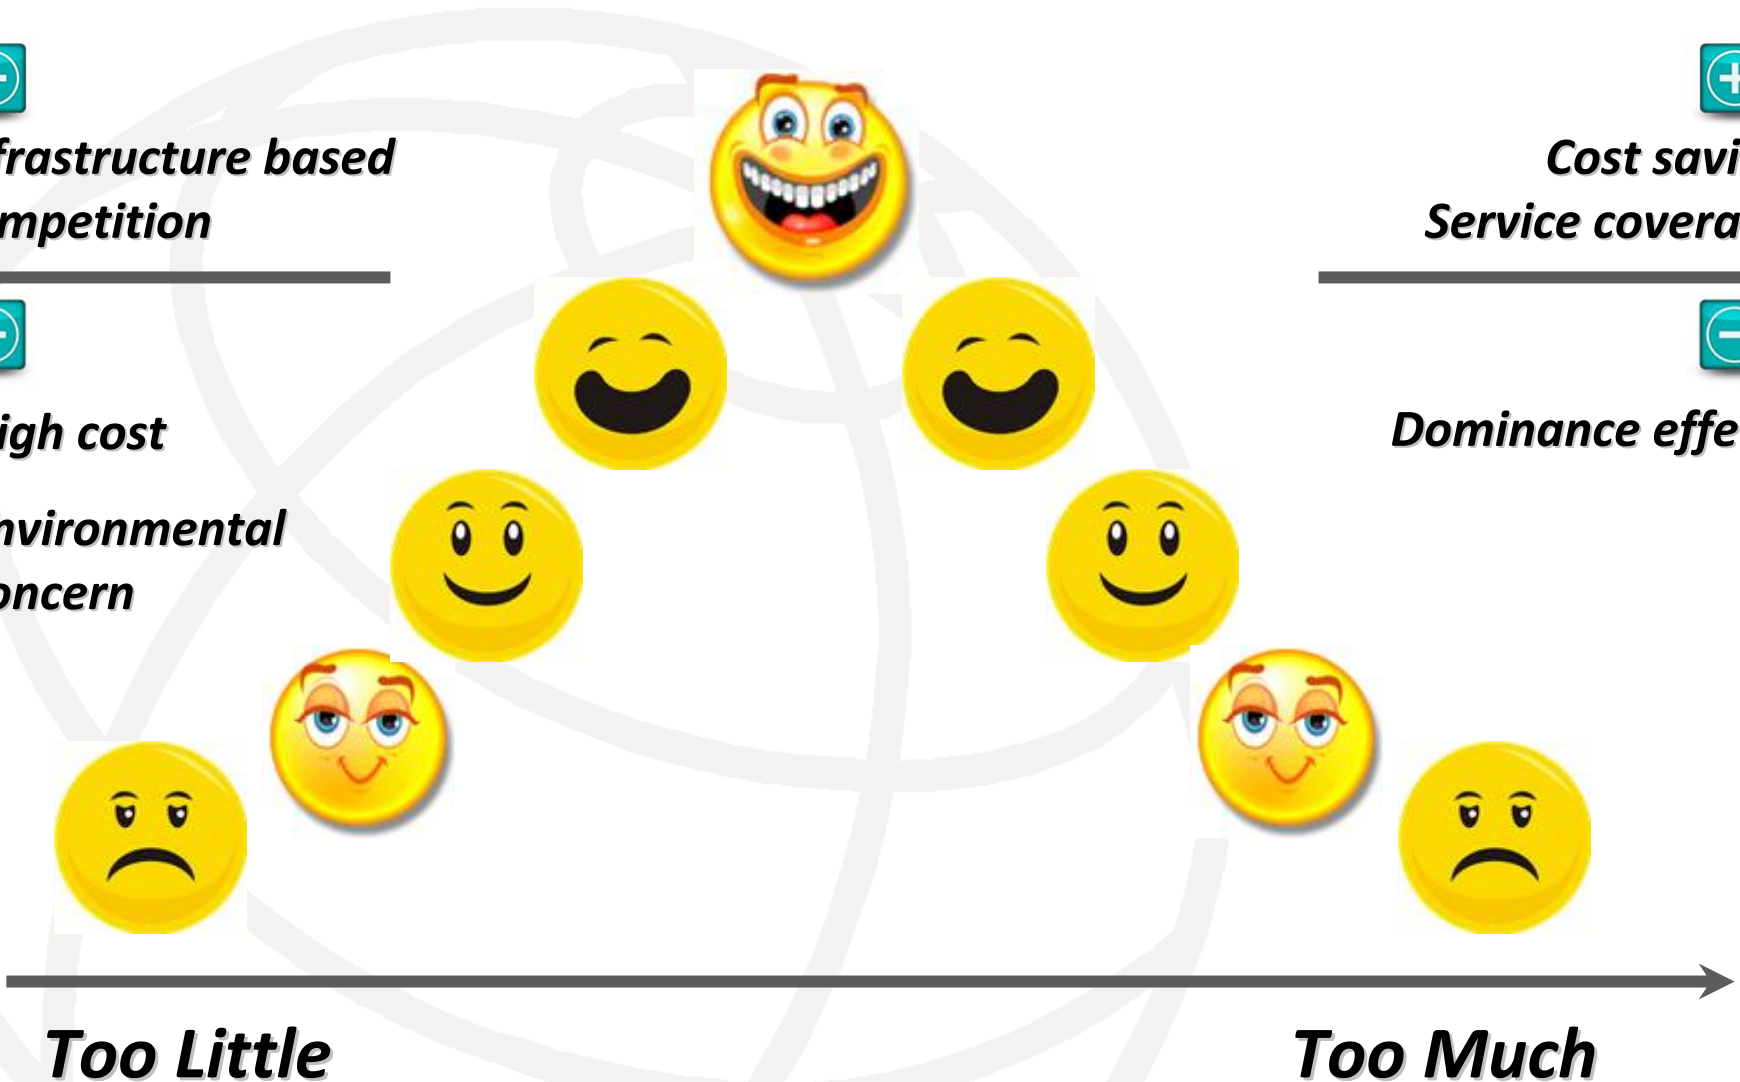 frastructure based
mpetition
igh cost
nvironmental
oncern
Cost savi
Service covera
Dominance effe
Too Little
Too Much